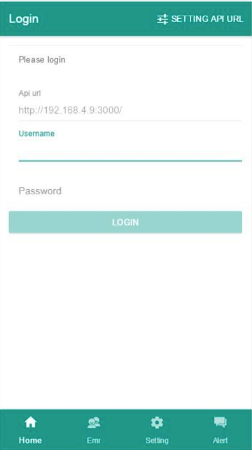 Login
SETTING API URL
Please login
Api url
http://192.168.4.9:3000/
Username
Password
LOGIN
Home Emr Setting Alert